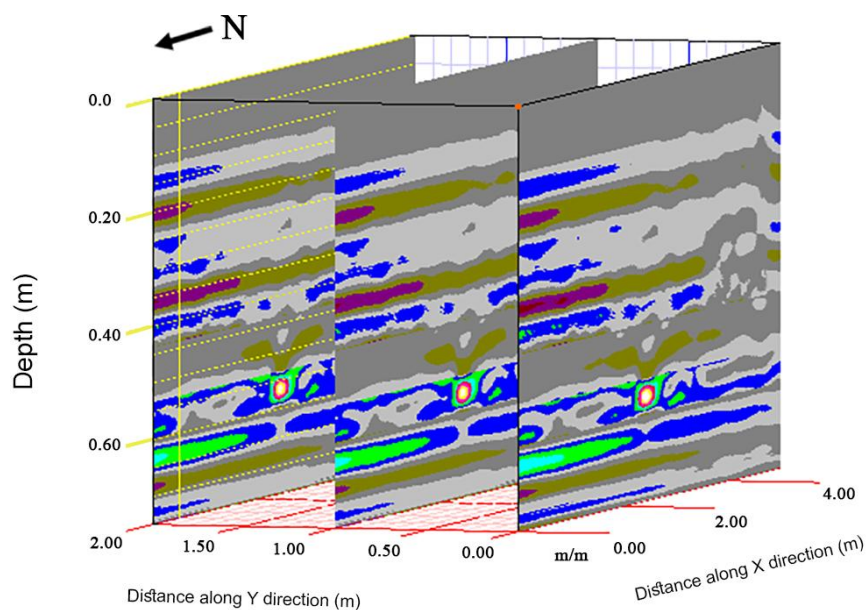 N
0.0
0.20
0.40
0.60
Depth (m)
2.00
1.50
1.00
0.50
0.00
m/m
0.00
2.00
4.00
Distance along Y direction (m)
Distance along X direction (m)